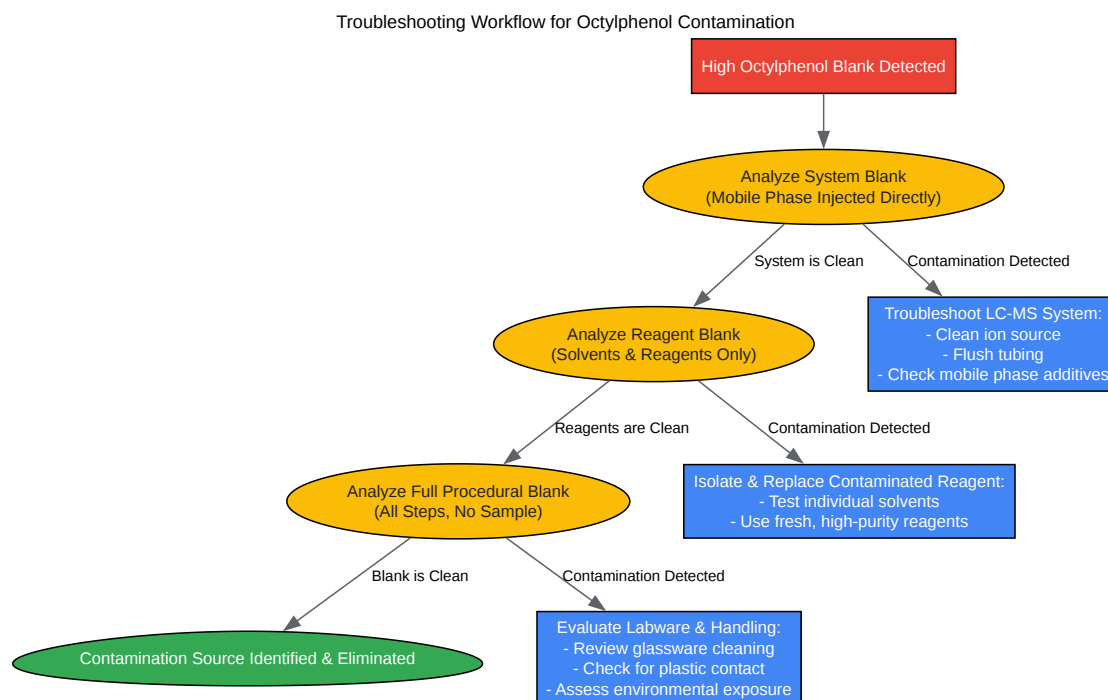 Troubleshooting Workflow for Octylphenol Contamination
High Octylphenol Blank Detected
Analyze System Blank
(Mobile Phase Injected Directly)
System is Clean
Contamination Detected
Troubleshoot LC-MS System:
- Clean ion source
- Flush tubing
- Check mobile phase additives
Analyze Reagent Blank
(Solvents & Reagents Only)
Reagents are Clean
Contamination Detected
Isolate & Replace Contaminated Reagent:
- Test individual solvents
- Use fresh, high-purity reagents
Analyze Full Procedural Blank
(All Steps, No Sample)
Blank is Clean
Contamination Detected
Contamination Source Identified & Eliminated
Evaluate Labware & Handling:
- Review glassware cleaning
- Check for plastic contact
- Assess environmental exposure